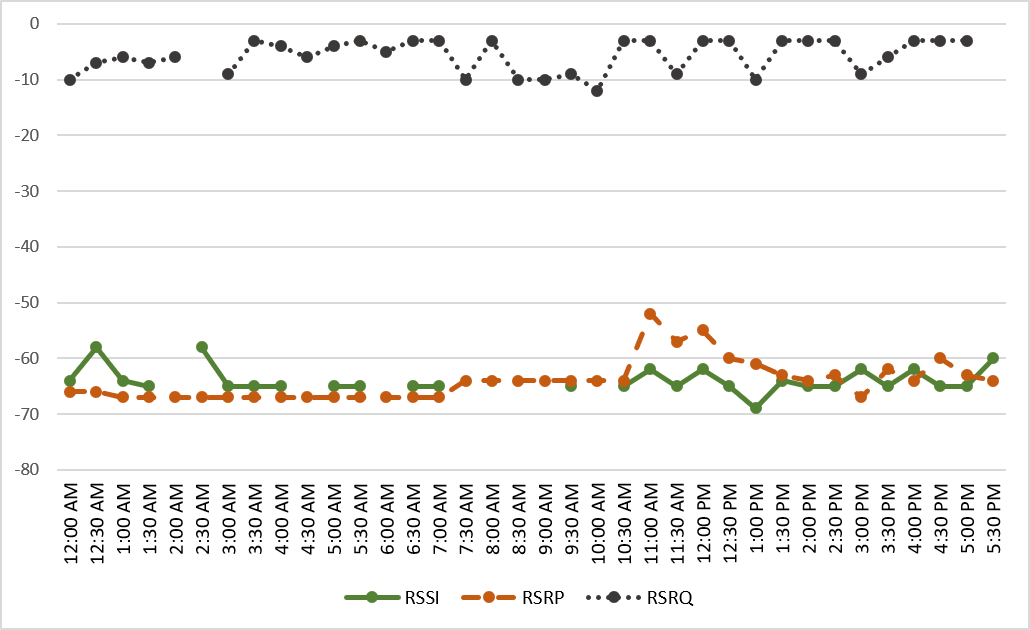 0
-10
-20
-30
-40
-50
-60
-70
-80
12:00 AM
12:30 AM
1:00 AM
1:30 AM
2:00 AM
2:30 AM
3:00 AM
3:30 AM
4:00 AM
4:30 AM
5:00 AM
5:30 AM
6:00 AM
6:30 AM
7:00 AM
7:30 AM
8:00 AM
8:30 AM
9:00 AM
9:30 AM
10:00 AM
10:30 AM
11:00 AM
11:30 AM
12:00 PM
12:30 PM
1:00 PM
1:30 PM
2:00 PM
2:30 PM
3:00 PM
3:30 PM
4:00 PM
4:30 PM
5:00 PM
5:30 PM
RSSI RSRP RSRQ